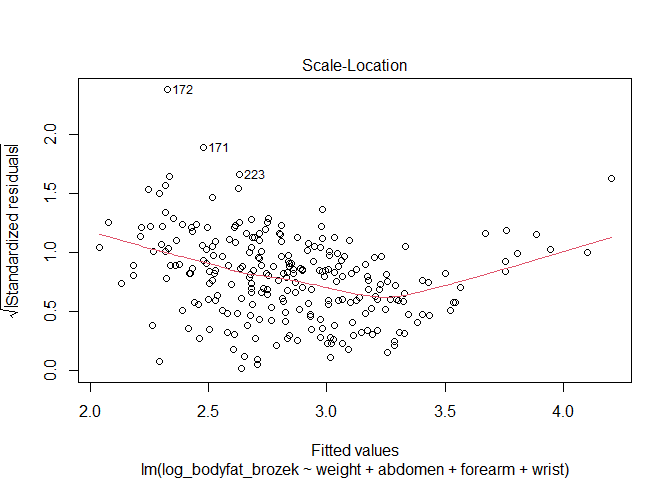 Scale-Location
√|Standardized residuals|
2.0
1.5
1.0
0.5
0.0
172
171
223
2.0 2.5 3.0 3.5 4.0
Fitted values
lm(log_bodyfat_brozek ~ weight + abdomen + forearm + wrist)